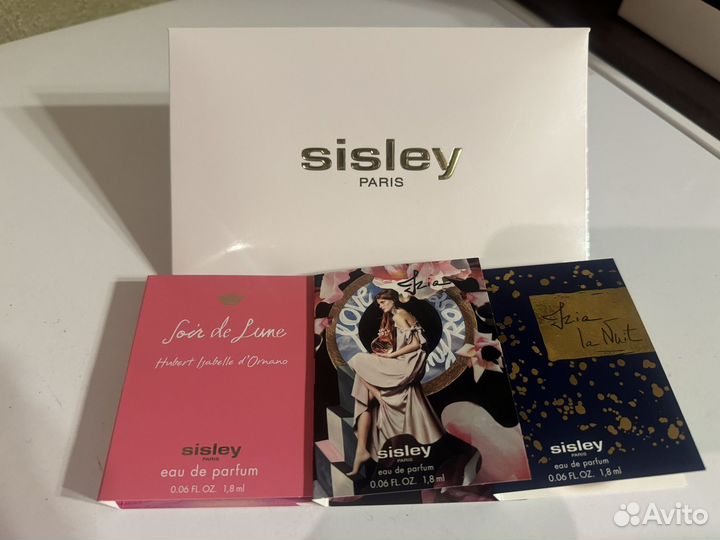 sisley
PARIS
Soir de Lune
Hubert Isabelle d'Ornano
sisley
PARIS
eau de parfum
0.06 FL. OZ. 1,8 ml
Izia
LOVE
sisley
PARIS
eau de parfum
0.06 FL. OZ. 1,8 ml
Izia
la Nuit
sisley
PARIS
eau de parfum
0.06 FL. OZ. 1,8 ml
Avito